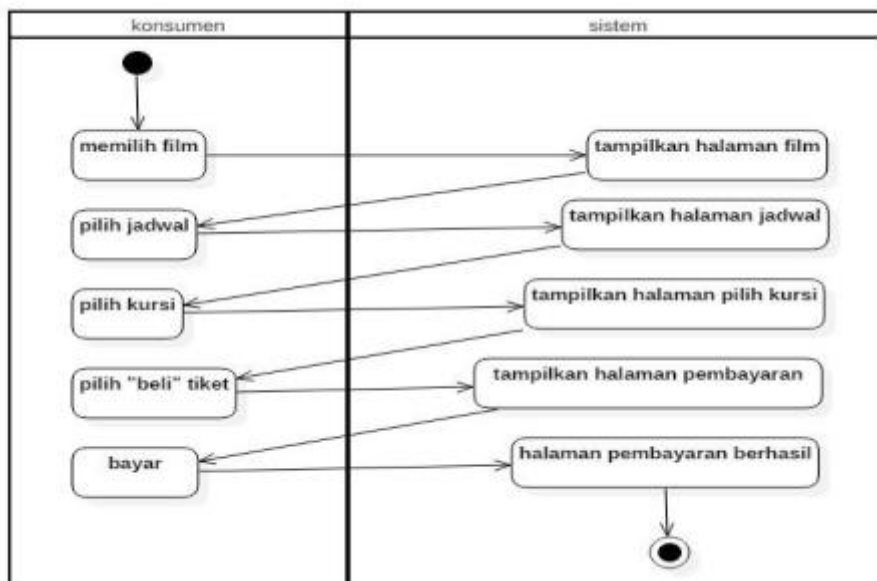 konsumen
sistem
memilih film
tampilkan halaman film
pilih jadwal
tampilkan halaman jadwal
pilih kursi
tampilkan halaman pilih kursi
pilih "beli" tiket
tampilkan halaman pembayaran
bayar
halaman pembayaran berhasil